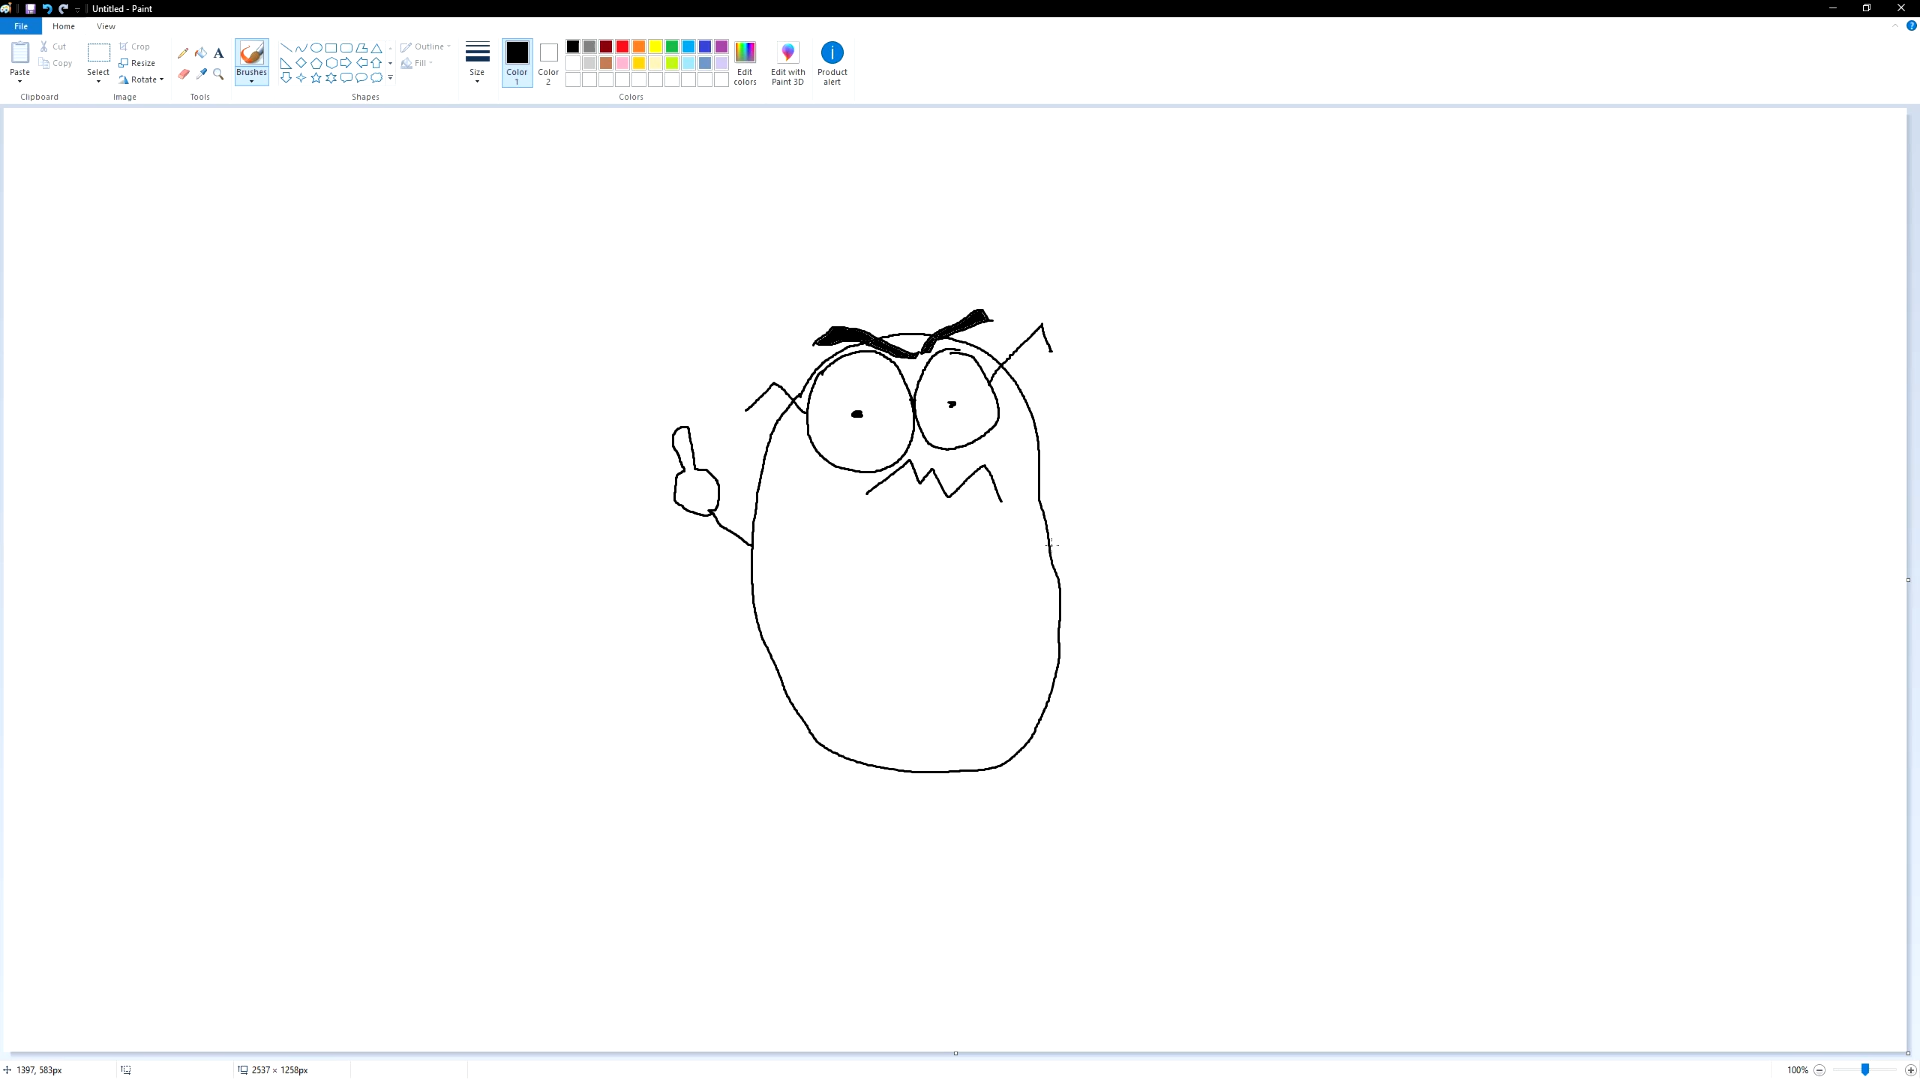 Untitled - Paint
File Home View
Paste
Cut
Copy
Clipboard
Select
Crop
Resize
Rotate
Image
A
Tools
Brushes
Shapes
Outline
Fill
Size
Color 1
Color 2
Edit colors
Colors
Edit with Paint 3D
Product alert
1397, 583px
2537 × 1258px
100%